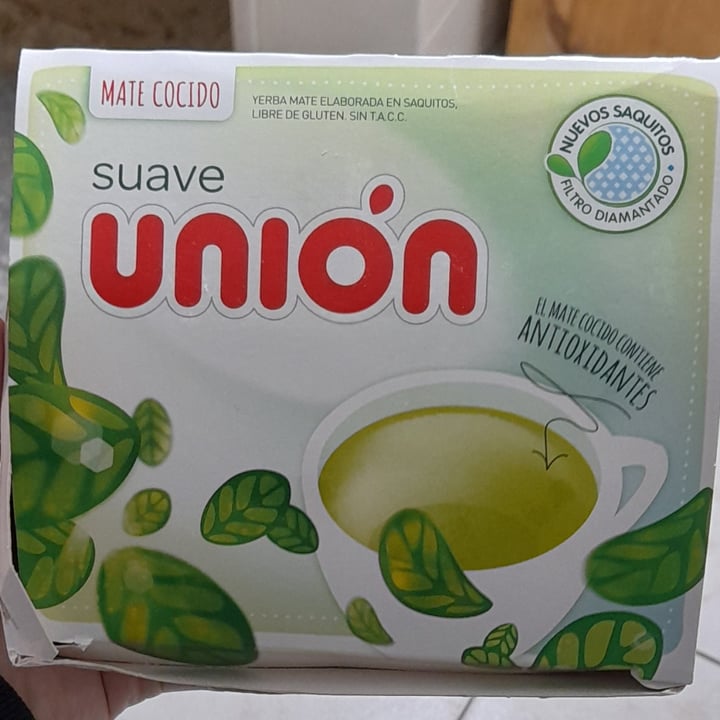 MATE COCIDO
YERBA MATE ELABORADA EN SAQUITOS,
LIBRE DE GLUTEN. SIN T.A.C.C.
suave
unión
NUEVOS SAQUITOS
FILTRO DIAMANTADO
EL MATE COCIDO CONTIENE
ANTIOXIDANTES